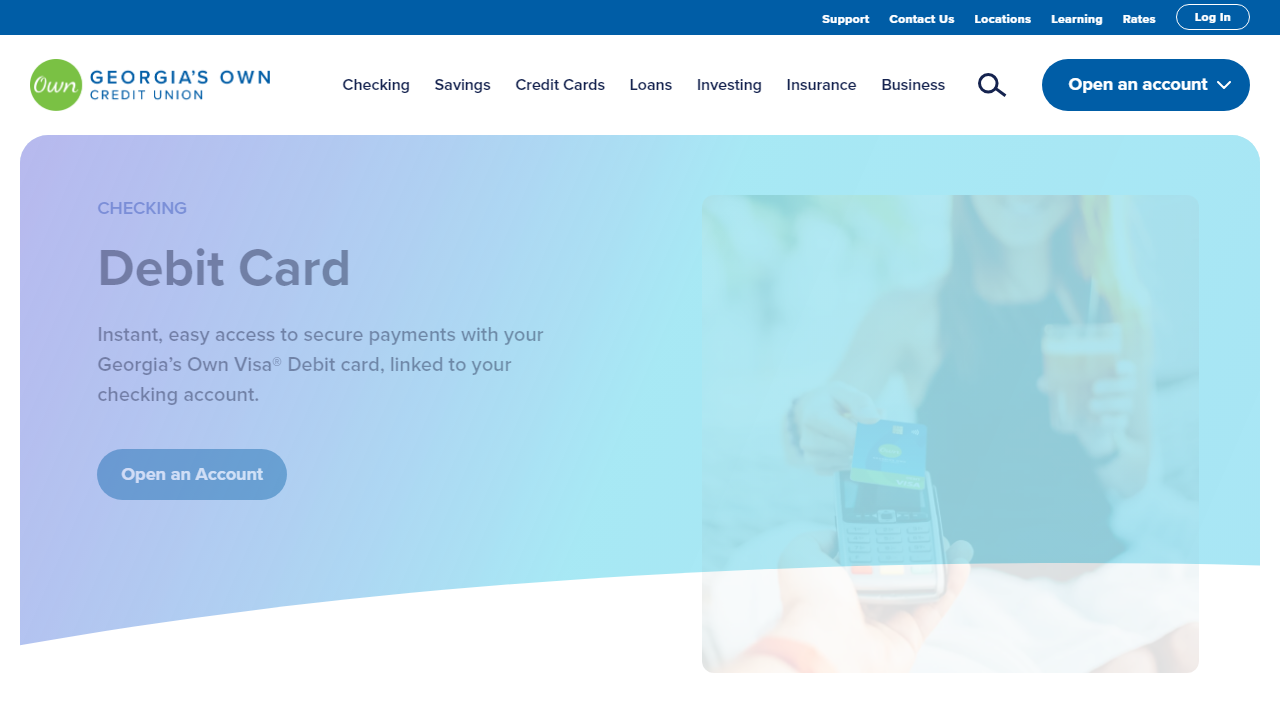 Support Contact Us Locations Learning Rates Log In
Own GEORGIA'S OWN
CREDIT UNION
Checking Savings Credit Cards Loans Investing Insurance Business
Open an account
CHECKING
Debit Card
Instant, easy access to secure payments with your
Georgia’s Own Visa® Debit card, linked to your
checking account.
Open an Account
VISA